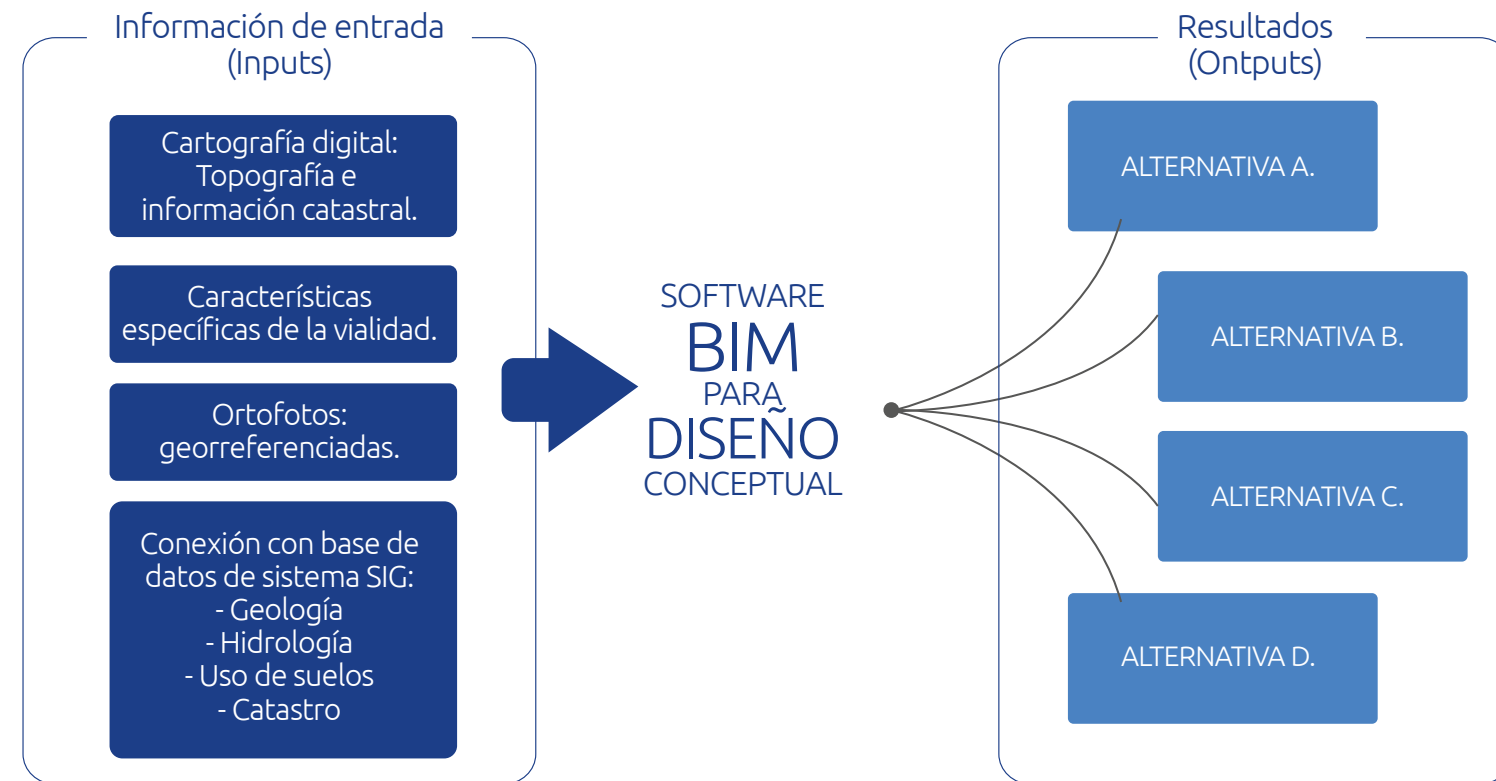 Información de entrada
(Inputs)
Cartografía digital:
Topografía e
información catastral.
Características
específicas de la vialidad.
Ortofotos:
georreferenciadas.
Conexión con base de
datos de sistema SIG:
- Geología
- Hidrología
- Uso de suelos
- Catastro
SOFTWARE
BIM
PARA
DISEÑO
CONCEPTUAL
Resultados
(Ontputs)
ALTERNATIVA A.
ALTERNATIVA B.
ALTERNATIVA C.
ALTERNATIVA D.